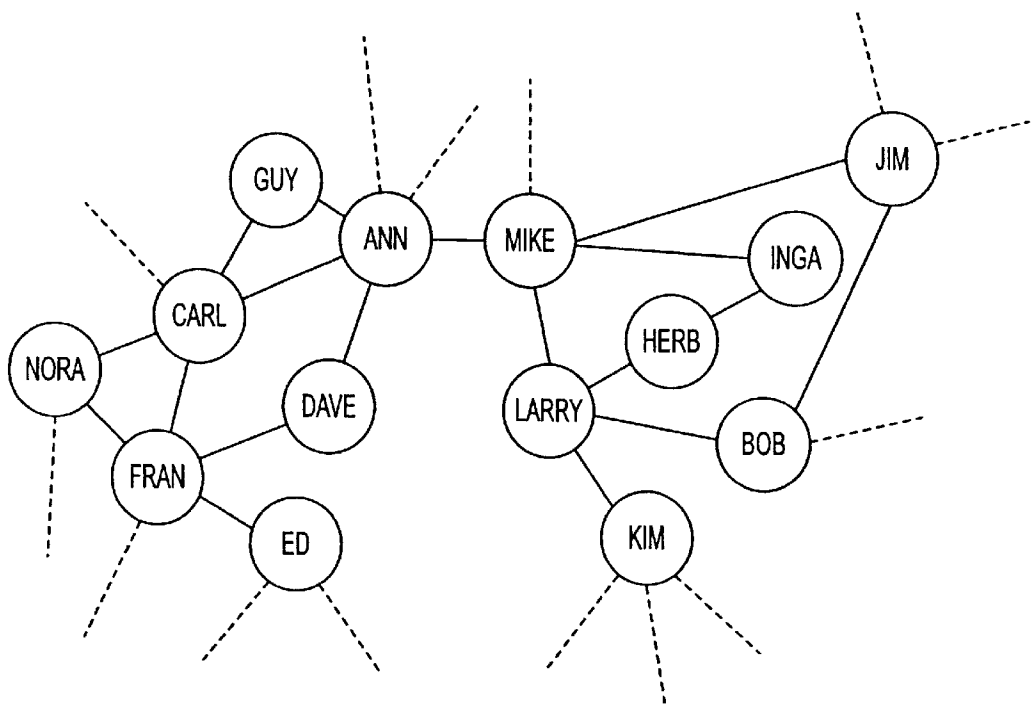 JIM
GUY
ANN
MIKE
INGA
CARL
HERB
NORA
DAVE
LARRY
BOB
FRAN
ED
KIM